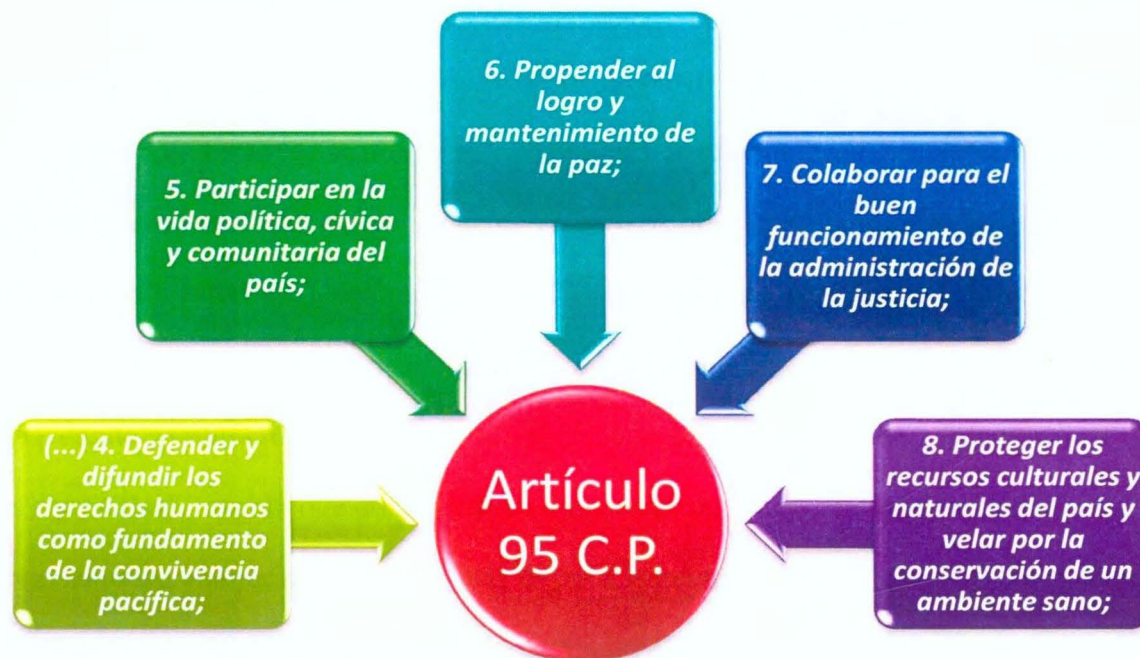 6. Propender al
logro y
mantenimiento de
la paz;
5. Participar en la
vida política, cívica
y comunitaria del
país;
7. Colaborar para el
buen
funcionamiento de
la administración de
la justicia;
(...) 4. Defender y
difundir los
derechos humanos
como fundamento
de la convivencia
pacífica;
Artículo
95 C.P.
8. Proteger los
recursos culturales y
naturales del país y
velar por la
conservación de un
ambiente sano;